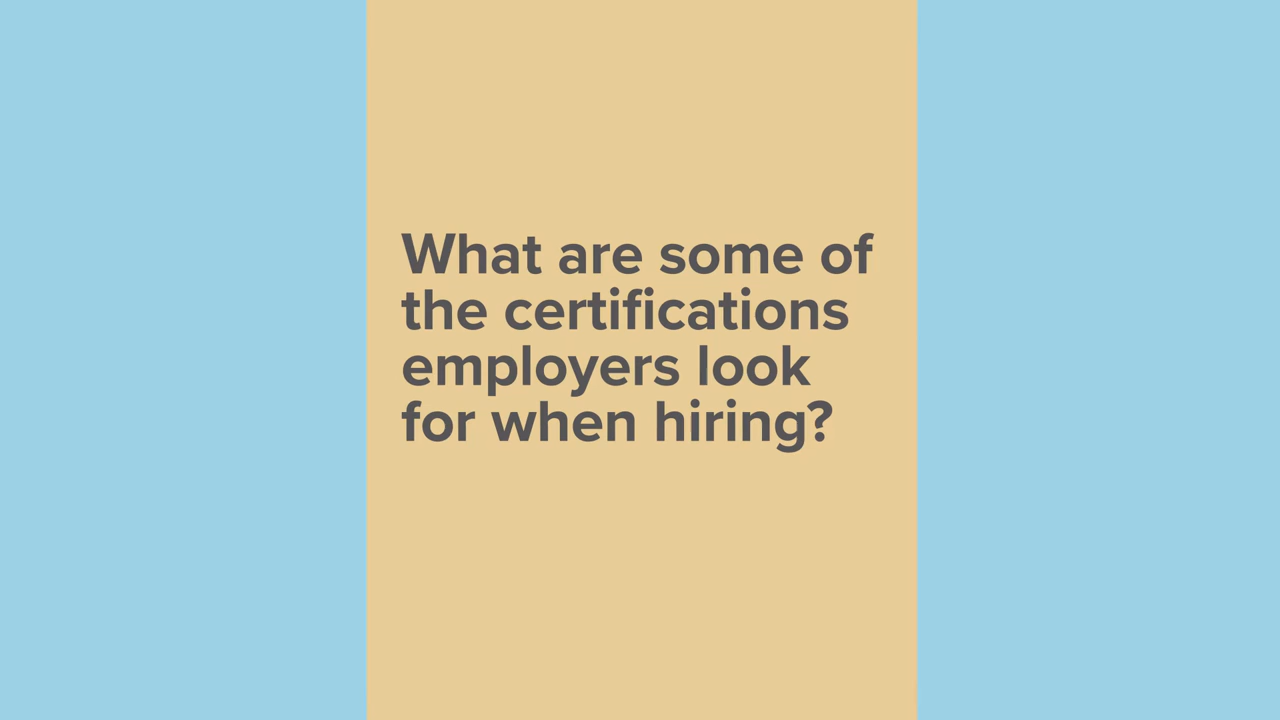 What are some of
the certifications
employers look
for when hiring?